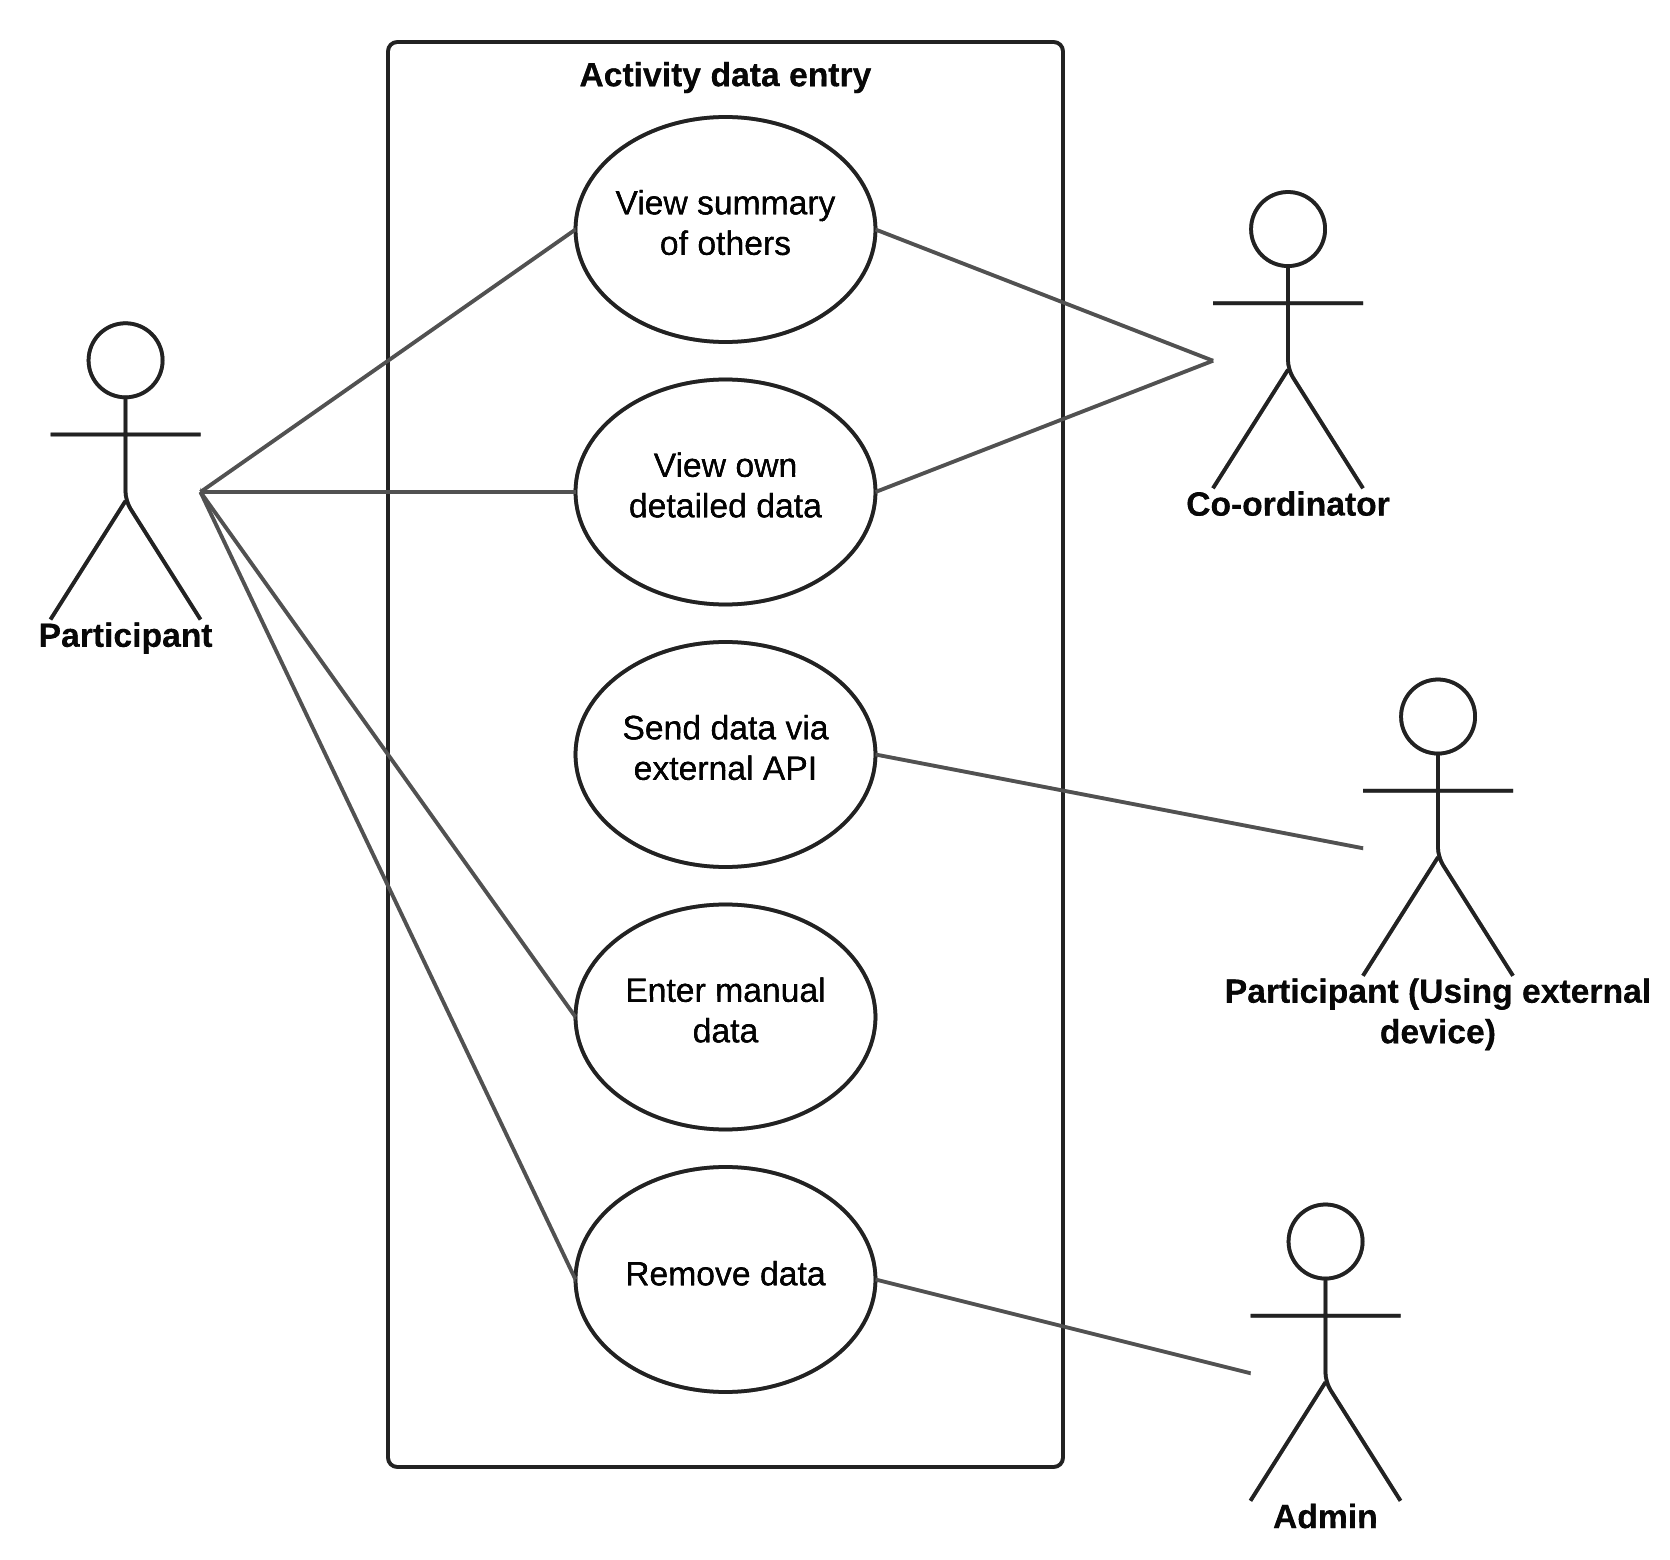 Activity data entry
View summary
of others
View own
detailed data
Send data via
external API
Enter manual
data
Remove data
Participant
Co-ordinator
Participant (Using external
device)
Admin